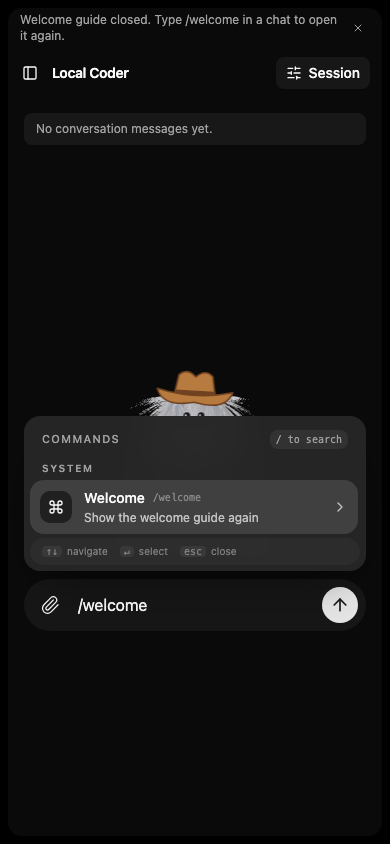 Welcome guide closed. Type /welcome in a chat to open
it again.
Local Coder
Session
No conversation messages yet.
COMMANDS
/ to search
SYSTEM
Welcome /welcome
Show the welcome guide again
↑↓ navigate ↵ select esc close
/welcome